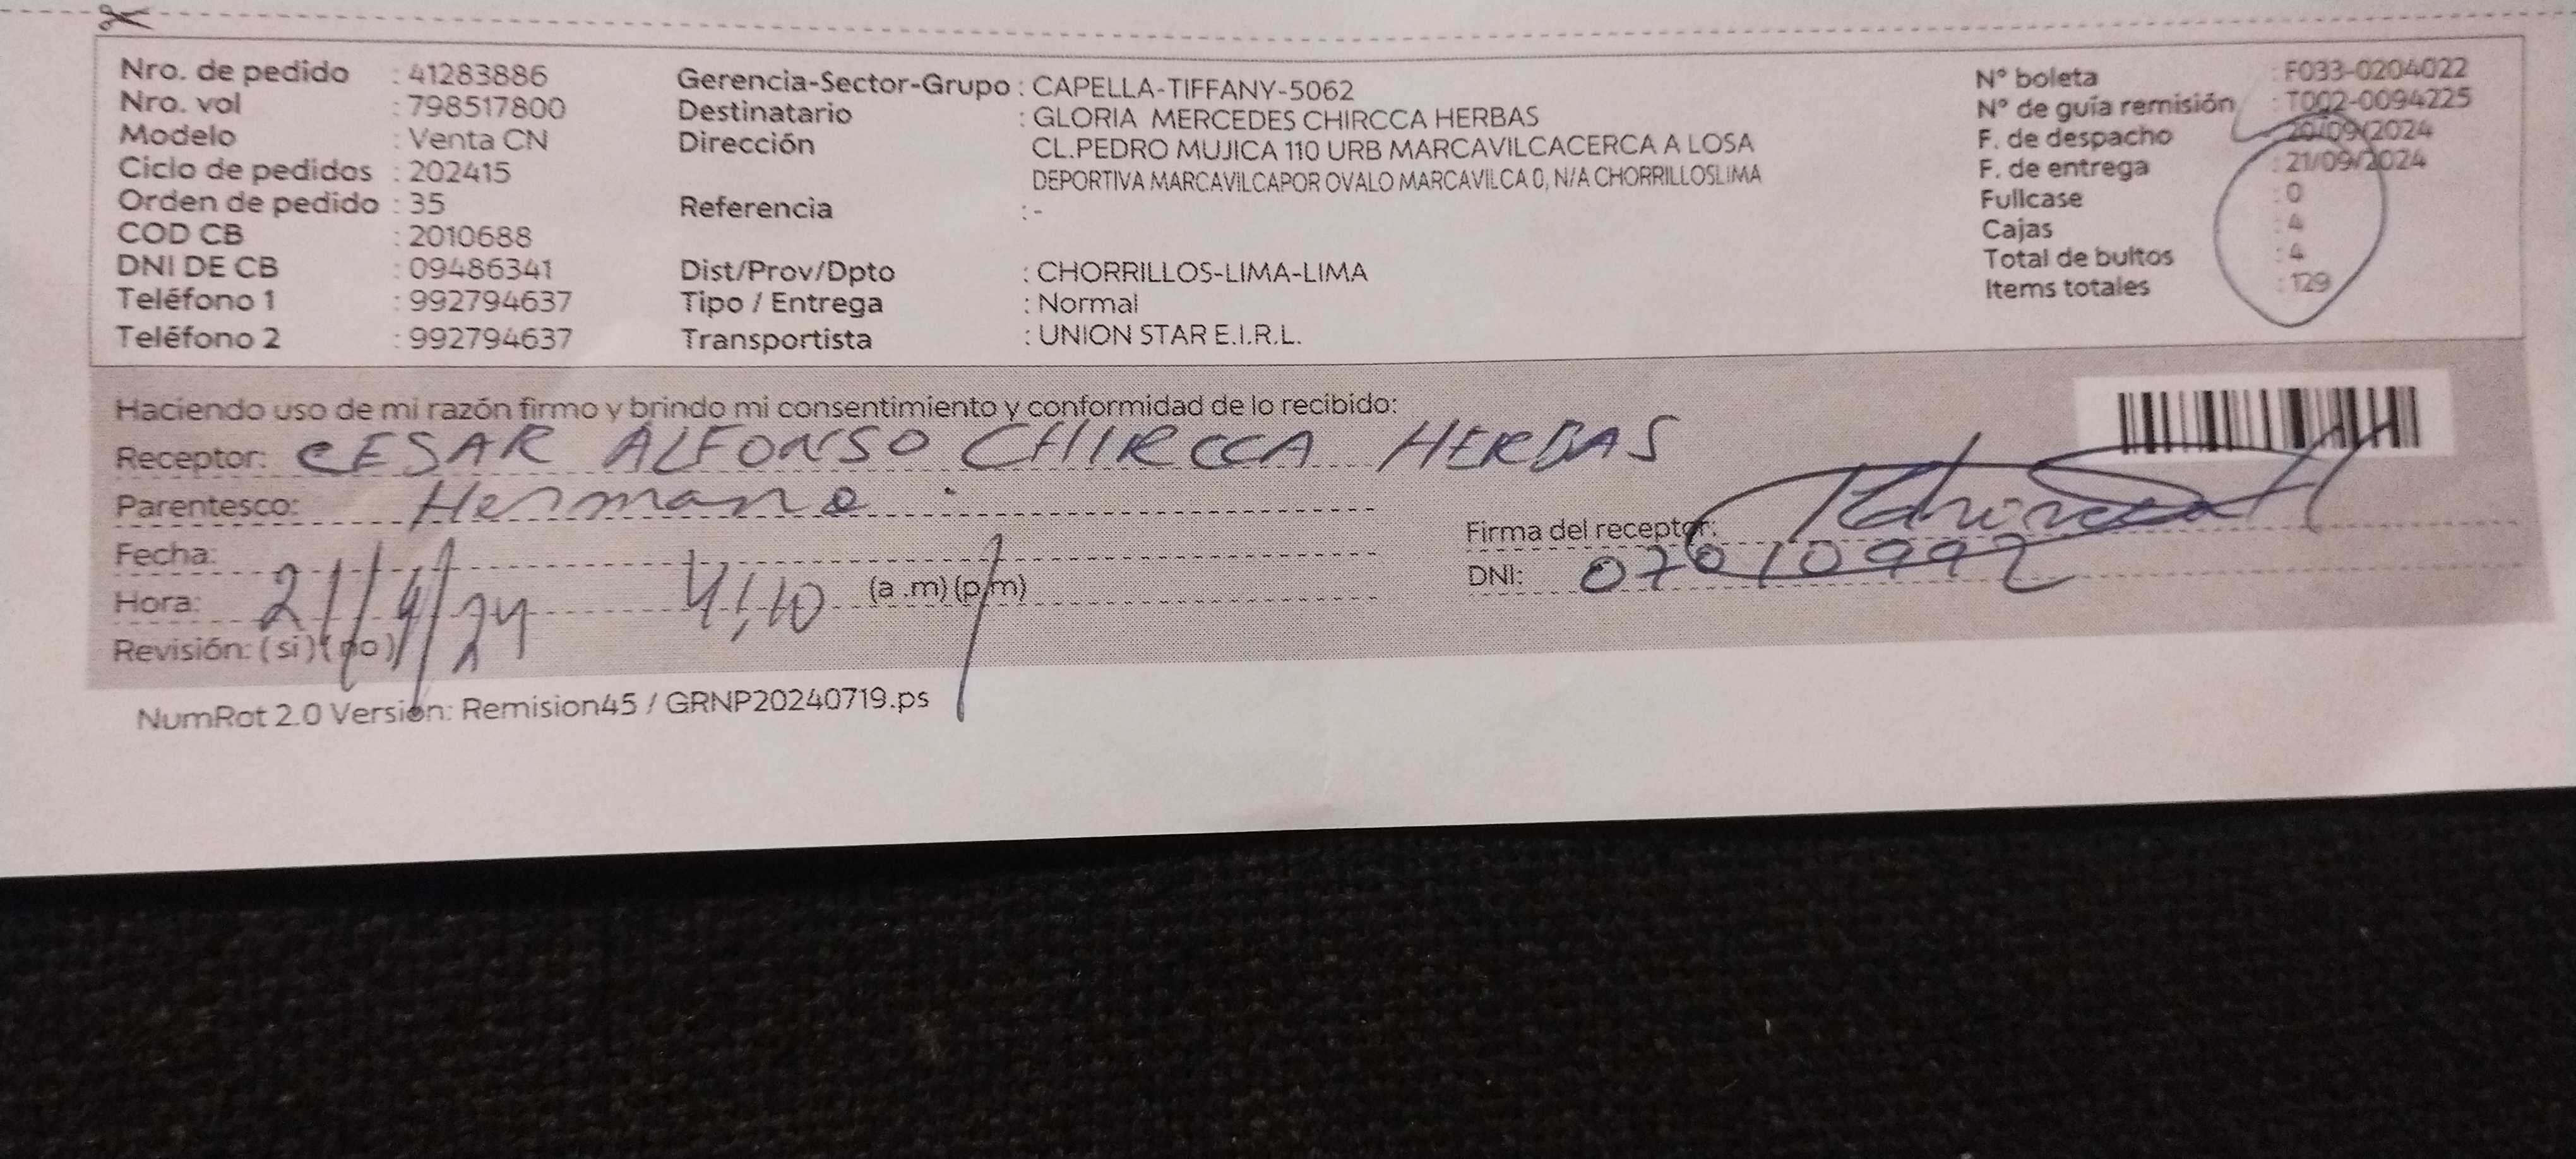 Nro. de pedido : 41283886
Nro. vol : 798517800
Modelo : Venta CN
Ciclo de pedidos : 202415
Orden de pedido : 35
COD CB : 2010688
DNI DE CB : 09486341
Teléfono 1 : 992794637
Teléfono 2 : 992794637
Gerencia-Sector-Grupo : CAPELLA-TIFFANY-5062
Destinatario : GLORIA MERCEDES CHIRCCA HERBAS
Dirección CL.PEDRO MUJICA 110 URB MARCAVILCACERCA A LOSA
DEPORTIVA MARCAVILCAPOR OVALO MARCAVILCA 0, N/A CHORRILLOSLIMA
Referencia : -
Dist/Prov/Dpto : CHORRILLOS-LIMA-LIMA
Tipo / Entrega : Normal
Transportista : UNION STAR E.I.R.L.
N° boleta : F033-0204022
N° de guía remisión : T002-0094225
F. de despacho : 20/09/2024
F. de entrega : 21/09/2024
Fullcase : 0
Cajas : 4
Total de bultos : 4
Items totales : 129
Haciendo uso de mi razón firmo y brindo mi consentimiento y conformidad de lo recibido:
Receptor: CESAR ALFONSO CHIRCCA HERBAS
Parentesco: Hermano.
Fecha:
Hora: 21/9/24 4:10 (a .m) (p/m)
Revisión: ( si ) ( no )
Firma del receptor:
DNI: 07010992
NumRot 2.0 Version: Remision45 / GRNP20240719.ps